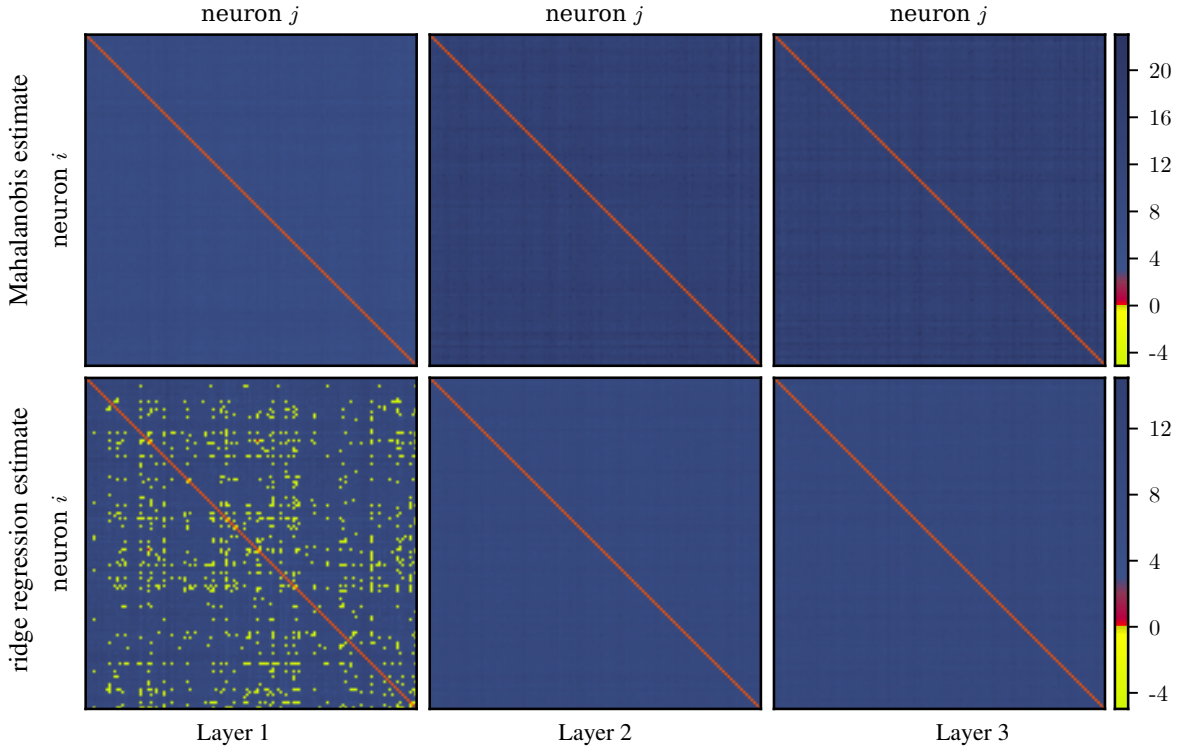 neuron j
neuron j
neuron j
Mahalanobis estimate
neuron i
20
16
12
8
4
0
-4
ridge regression estimate
neuron i
12
8
4
0
-4
Layer 1
Layer 2
Layer 3